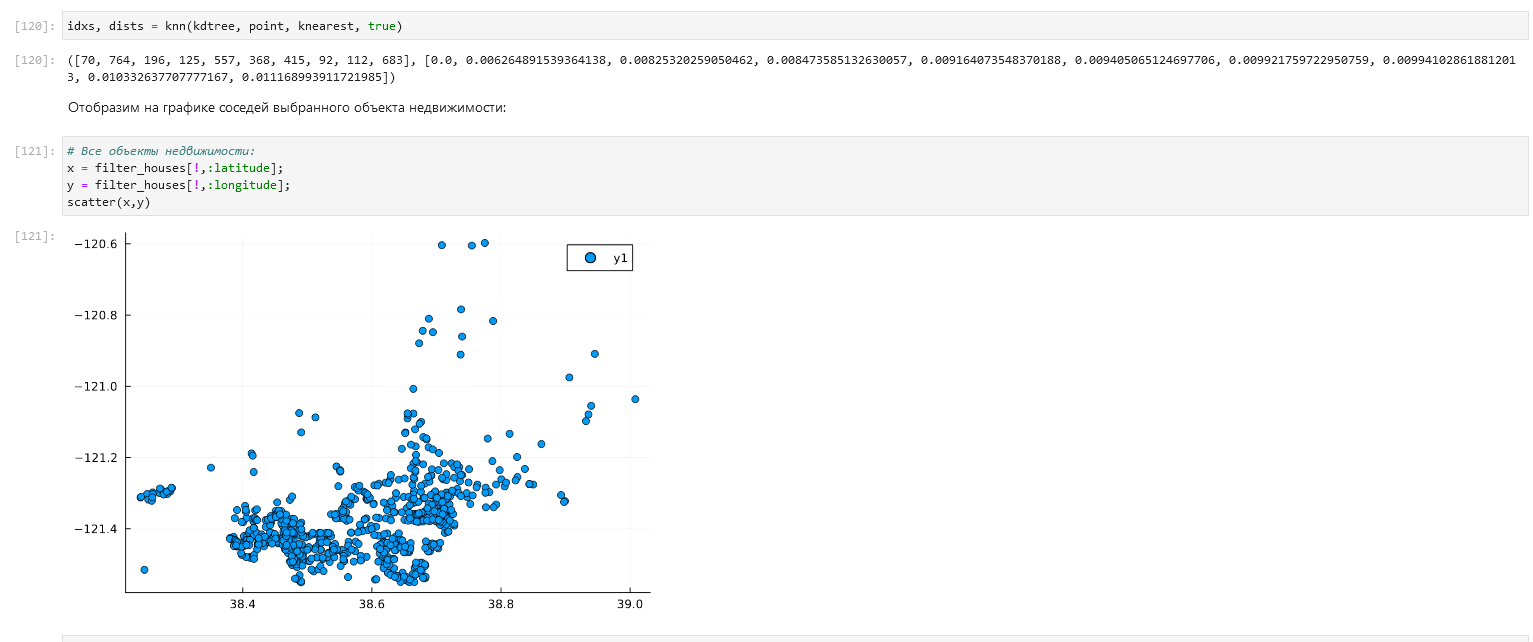 [120]: idxs, dists = knn(kdtree, point, knearest, true)
[120]: ([70, 764, 196, 125, 557, 368, 415, 92, 112, 683], [0.0, 0.006264891539364138, 0.00825320259050462, 0.008473585132630057, 0.009164073548370188, 0.009405065124697706, 0.009921759722950759, 0.00994102861881201
3, 0.010332637707777167, 0.011168993911721985])
Отобразим на графике соседей выбранного объекта недвижимости:
[121]: # Все объекты недвижимости:
x = filter_houses[!,:latitude];
y = filter_houses[!,:longitude];
scatter(x,y)
[121]:
−120.6
y1
−120.8
−121.0
−121.2
−121.4
38.4 38.6 38.8 39.0